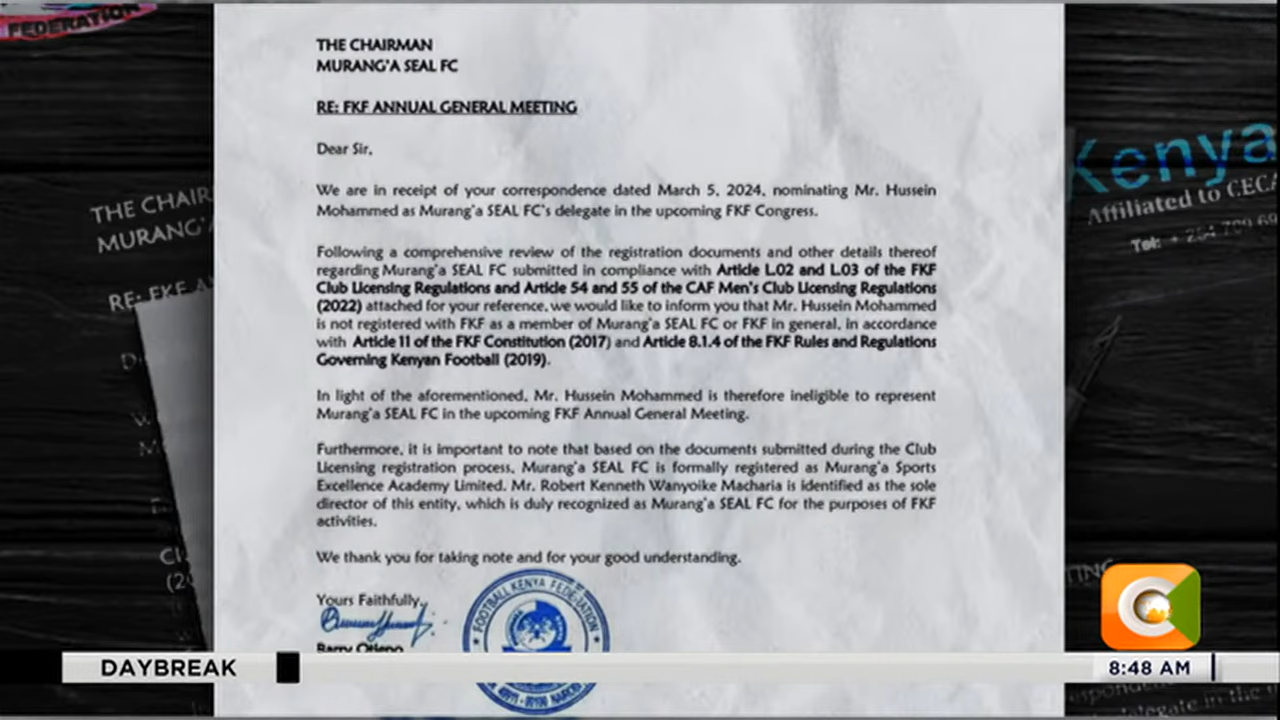 FEDERATION
THE CHAIRMAN
MURANG'A SEAL FC
RE: FKF ANNUAL GENERAL MEETING
Dear Sir,
We are in receipt of your correspondence dated March 5, 2024, nominating Mr. Hussein
Mohammed as Murang'a SEAL FC's delegate in the upcoming FKF Congress.
Following a comprehensive review of the registration documents and other details thereof
regarding Murang'a SEAL FC submitted in compliance with Article L.02 and L.03 of the FKF
Club Licensing Regulations and Article 54 and 55 of the CAF Men's Club Licensing Regulations
(2022) attached for your reference, we would like to inform you that Mr. Hussein Mohammed
is not registered with FKF as a member of Murang'a SEAL FC or FKF in general, in accordance
with Article 11 of the FKF Constitution (2017) and Article 8.1.4 of the FKF Rules and Regulations
Governing Kenyan Football (2019).
In light of the aforementioned, Mr. Hussein Mohammed is therefore ineligible to represent
Murang'a SEAL FC in the upcoming FKF Annual General Meeting.
Furthermore, it is important to note that based on the documents submitted during the Club
Licensing registration process, Murang'a SEAL FC is formally registered as Murang'a Sports
Excellence Academy Limited. Mr. Robert Kenneth Wanyoike Macharia is identified as the sole
director of this entity, which is duly recognized as Murang'a SEAL FC for the purposes of FKF
activities.
We thank you for taking note and for your good understanding.
Yours Faithfully,
Barry Otieno
FOOTBALL KENYA FEDERATION
THE CHAIR
MURANG'A
RE: FKF A
Kenya
Affiliated to CECA
Tel:
DAYBREAK
8:48 AM